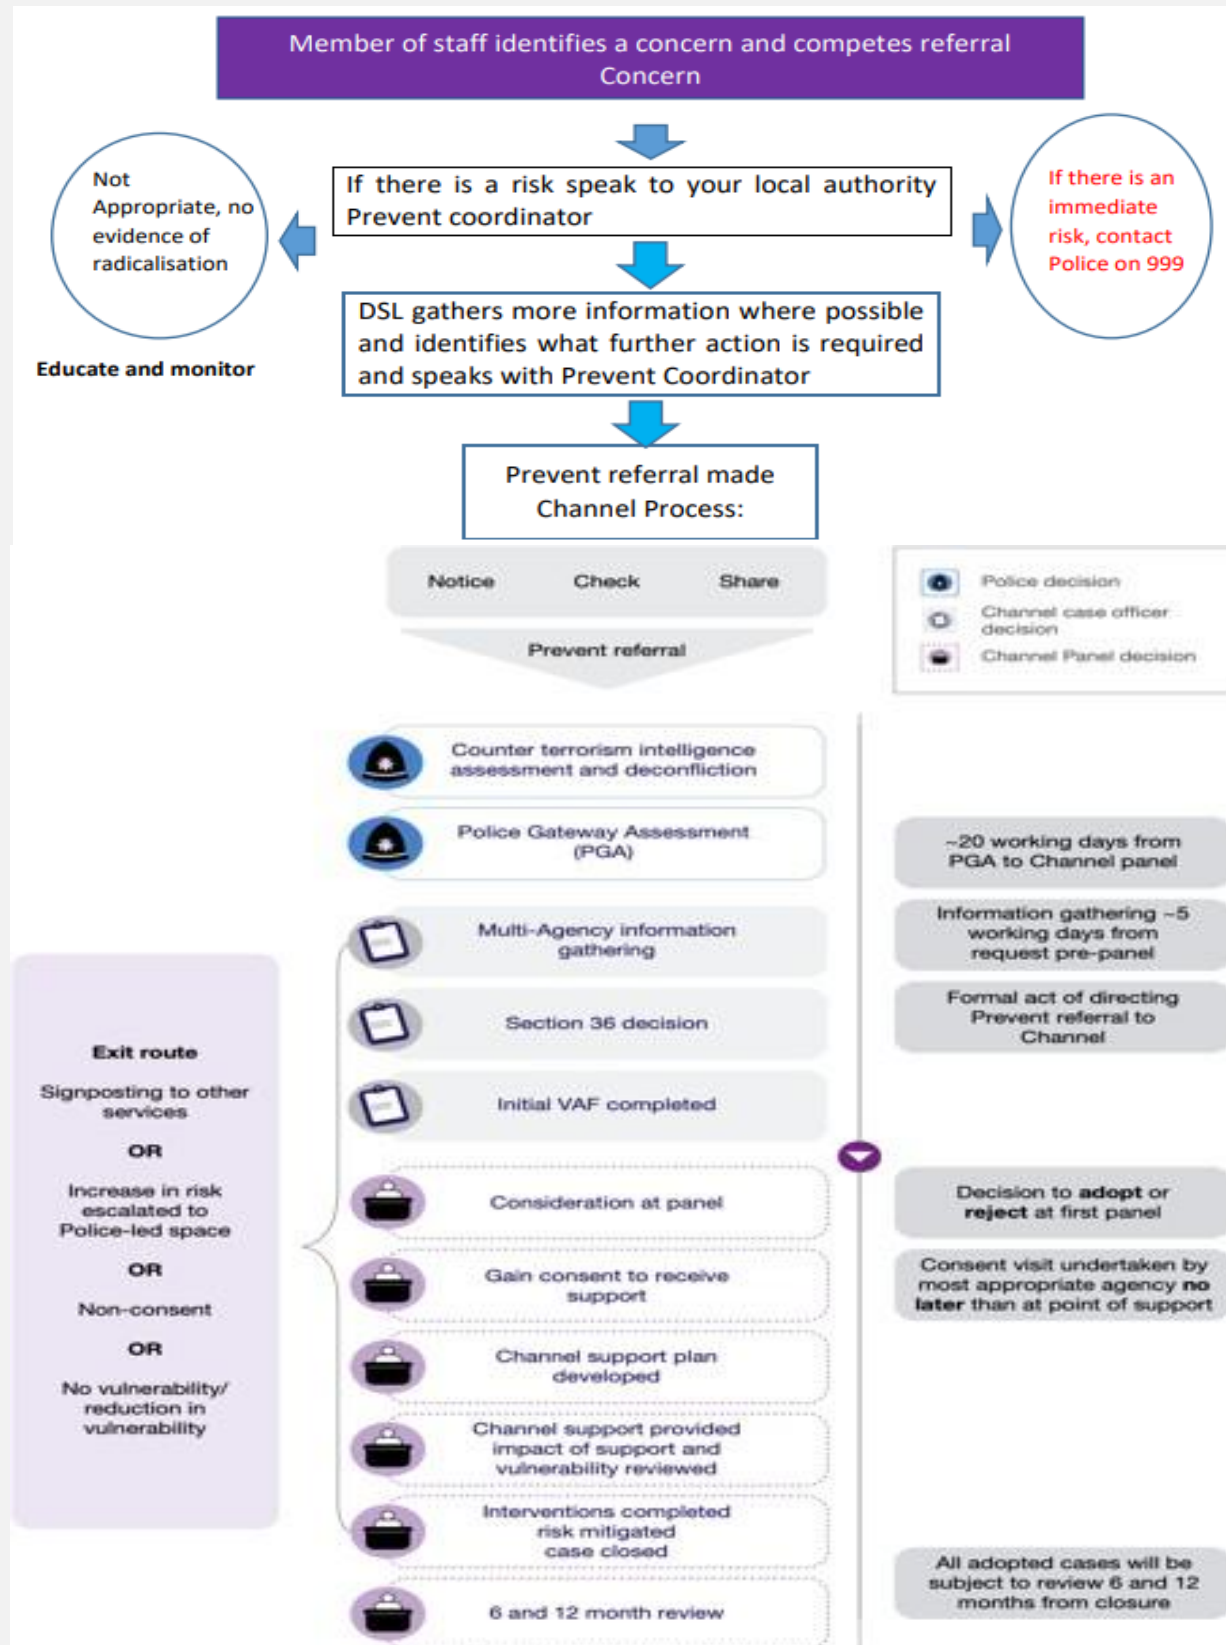 Member of staff identifies a concern and competes referral
Concern
Not
Appropriate, no
evidence of
radicalisation
If there is a risk speak to your local authority
Prevent coordinator
If there is an
immediate
risk, contact
Police on 999
DSL gathers more information where possible
and identifies what further action is required
and speaks with Prevent Coordinator
Educate and monitor
Prevent referral made
Channel Process:
Notice Check Share
Prevent referral
Police decision
Channel case officer
decision
Channel Panel decision
Counter terrorism intelligence
assessment and deconfliction
Police Gateway Assessment
(PGA)
~20 working days from
PGA to Channel panel
Multi-Agency information
gathering
Information gathering ~5
working days from
request pre-panel
Section 36 decision
Formal act of directing
Prevent referral to
Channel
Initial VAF completed
Exit route
Signposting to other
services
OR
Increase in risk
escalated to
Police-led space
OR
Non-consent
OR
No vulnerability/
reduction in
vulnerability
Consideration at panel
Decision to adopt or
reject at first panel
Gain consent to receive
support
Consent visit undertaken by
most appropriate agency no
later than at point of support
Channel support plan
developed
Channel support provided
impact of support and
vulnerability reviewed
Interventions completed
risk mitigated
case closed
6 and 12 month review
All adopted cases will be
subject to review 6 and 12
months from closure